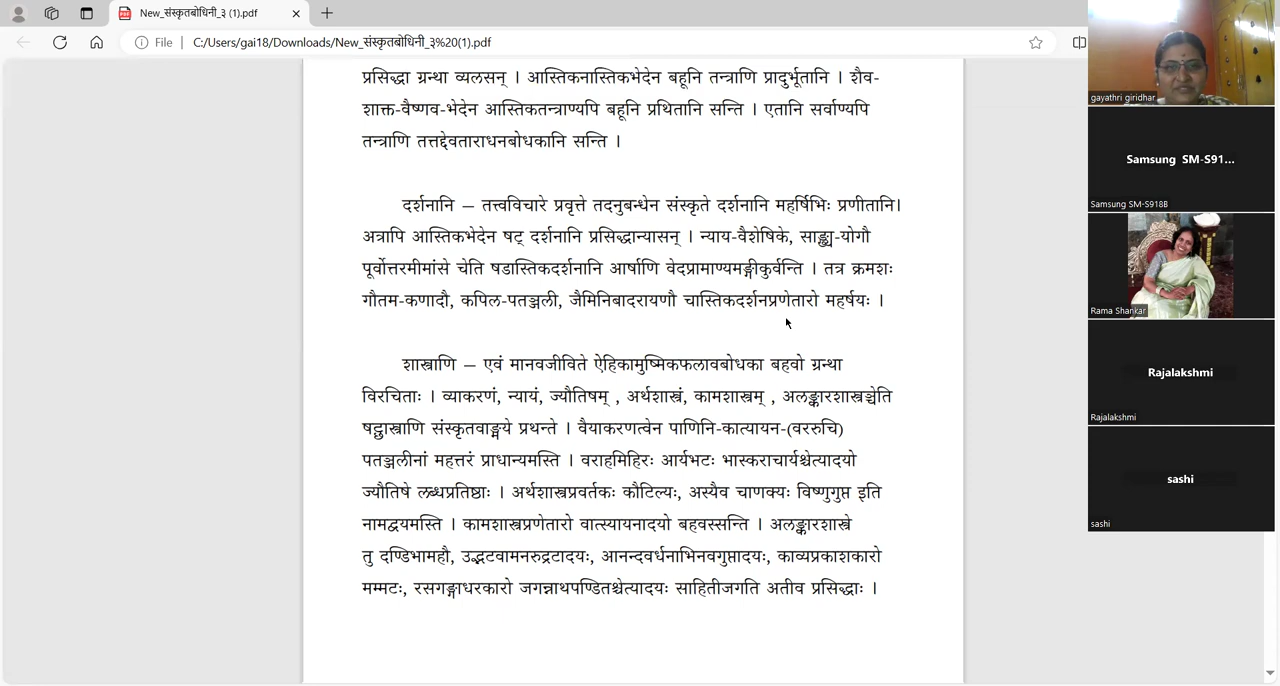 New_संस्कृतबोधिनी_३ (1).pdf
File | C:/Users/gai18/Downloads/New_संस्कृतबोधिनी_३%20(1).pdf
प्रसिद्धा ग्रन्था व्यलसन् । आस्तिकनास्तिकभेदेन बहूनि तन्त्राणि प्रादुर्भूतानि । शैव-
शाक्त-वैष्णव-भेदेन आस्तिकतन्त्राण्यपि बहूनि प्रथितानि सन्ति । एतानि सर्वाण्यपि
तन्त्राणि तत्तद्देवताराधनबोधकानि सन्ति ।
दर्शनानि – तत्त्वविचारे प्रवृत्ते तदनुबन्धेन संस्कृते दर्शनानि महर्षिभिः प्रणीतानि।
अत्रापि आस्तिकभेदेन षट् दर्शनानि प्रसिद्धान्यासन् । न्याय-वैशेषिके, साङ्ख्य-योगौ
पूर्वोत्तरमीमांसे चेति षडास्तिकदर्शनानि आर्षाणि वेदप्रामाण्यमङ्गीकुर्वन्ति । तत्र क्रमशः
गौतम-कणादौ, कपिल-पतञ्जली, जैमिनिबादरायणौ चास्तिकदर्शनप्रणेतारो महर्षयः ।
शास्त्राणि – एवं मानवजीविते ऐहिकामुष्मिकफलावबोधका बहवो ग्रन्था
विरचिताः । व्याकरणं, न्यायं, ज्यौतिषम् , अर्थशास्त्रं, कामशास्त्रम् , अलङ्कारशास्त्रञ्चेति
षट्छास्त्राणि संस्कृतवाङ्मये प्रथन्ते । वैयाकरणत्वेन पाणिनि-कात्यायन-(वररुचि)
पतञ्जलीनां महत्तरं प्राधान्यमस्ति । वराहमिहिरः आर्यभटः भास्कराचार्यश्चेत्यादयो
ज्यौतिषे लब्धप्रतिष्ठाः । अर्थशास्त्रप्रवर्तकः कौटिल्यः, अस्यैव चाणक्यः विष्णुगुप्त इति
नामद्वयमस्ति । कामशास्त्रप्रणेतारो वात्स्यायनादयो बहवस्सन्ति । अलङ्कारशास्त्रे
तु दण्डिभामहौ, उद्भटवामनरुद्रटादयः, आनन्दवर्धनाभिनवगुप्तादयः, काव्यप्रकाशकारो
मम्मटः, रसगङ्गाधरकारो जगन्नाथपण्डितश्चेत्यादयः साहितीजगति अतीव प्रसिद्धाः ।
gayathri giridhar
Samsung SM-S91...
Samsung SM-S918B
Rama Shankar
Rajalakshmi
Rajalakshmi
sashi
sashi